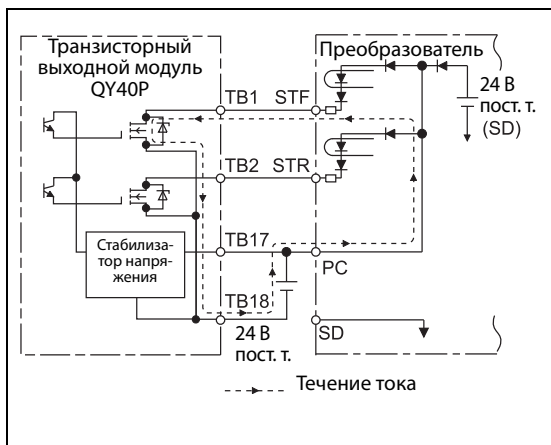 Транзисторный
выходной модуль
QY40P
Преобразователь
TB1 STF
24 В
пост. т.
(SD)
TB2 STR
Стабилиза-
тор напря-
жения
TB17
PC
TB18
24 В
пост. т.
SD
Течение тока